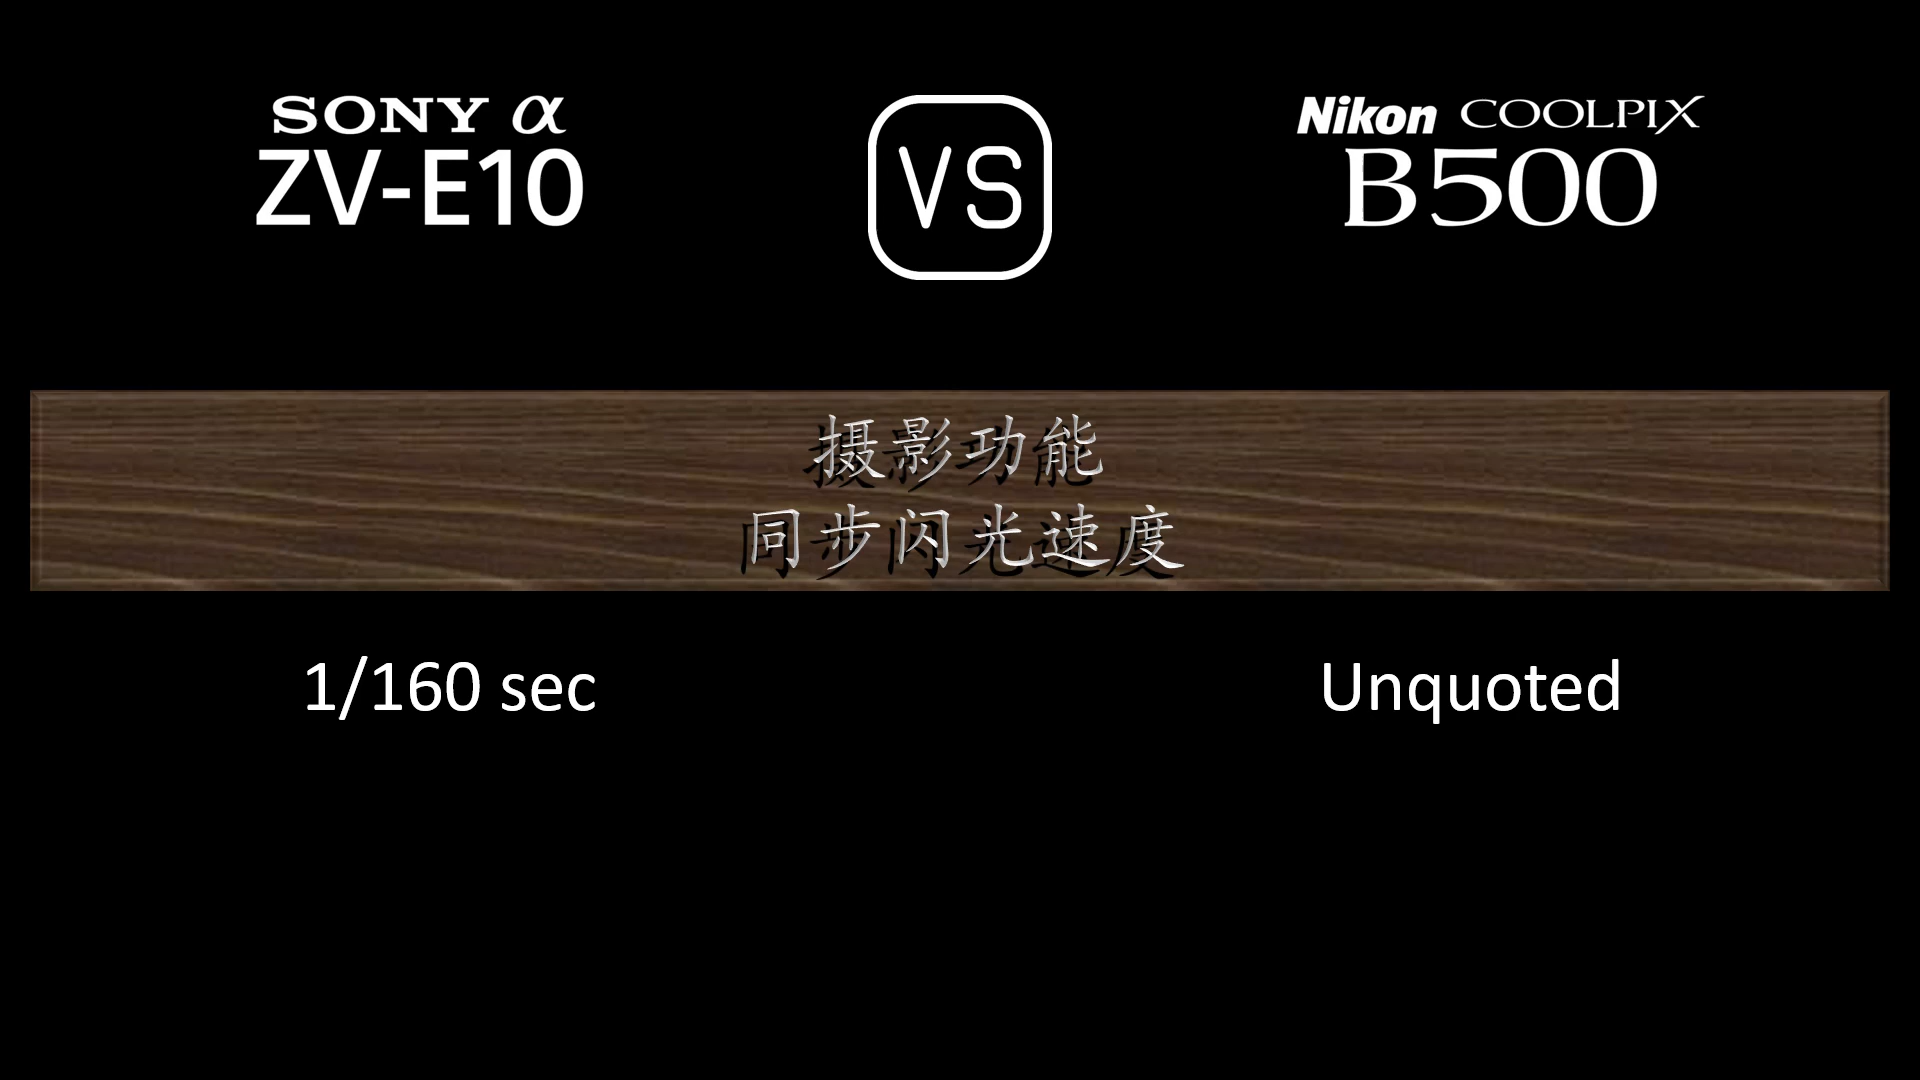 SONY α
ZV-E10
VS
Nikon COOLPIX
B500
摄影功能
同步闪光速度
1/160 sec
Unquoted